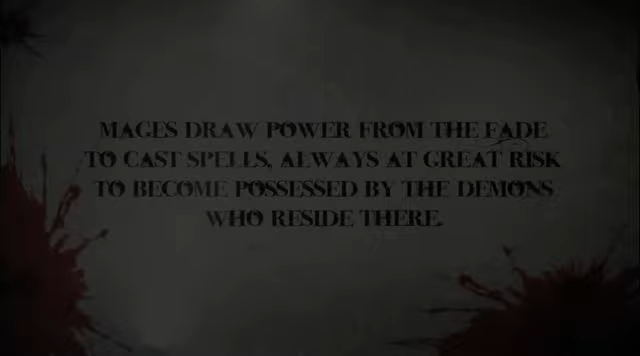 MAGES DRAW POWER FROM THE FADE
TO CAST SPELLS, ALWAYS AT GREAT RISK
TO BECOME POSSESSED BY THE DEMONS
WHO RESIDE THERE.